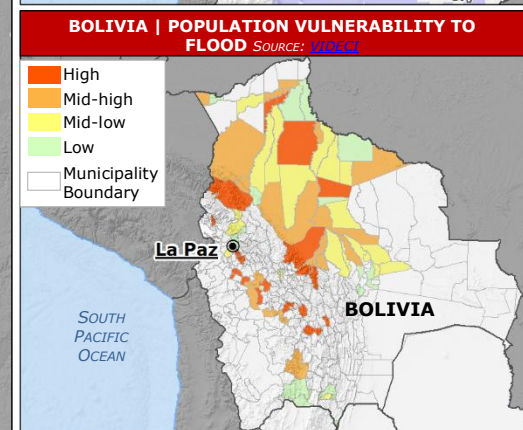 BOLIVIA | POPULATION VULNERABILITY TO
FLOOD SOURCE: VIDECI
High
Mid-high
Mid-low
Low
Municipality
Boundary
La Paz
BOLIVIA
SOUTH
PACIFIC
OCEAN